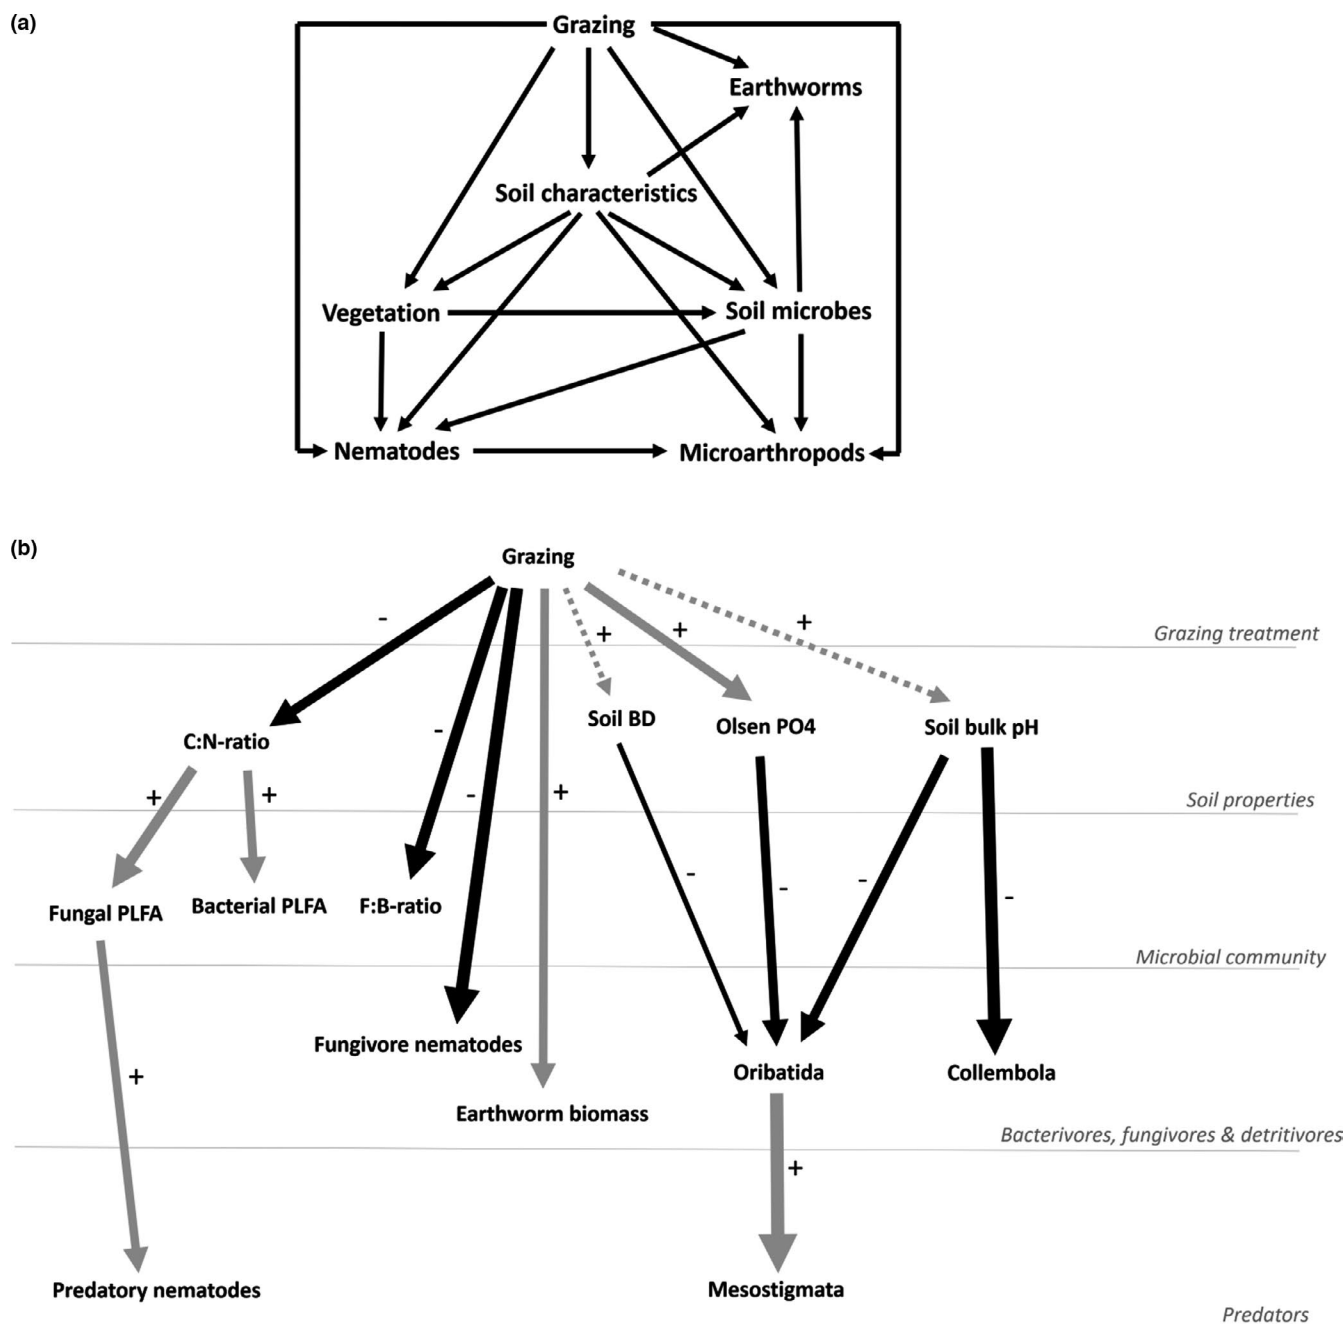 (a)
Grazing
Earthworms
Soil characteristics
Vegetation
Soil microbes
Nematodes
Microarthropods
(b)
Grazing
-
+
+
+
Grazing treatment
Soil BD
Olsen PO4
Soil bulk pH
C:N-ratio
-
+
+
-
+
Soil properties
-
-
-
-
Fungal PLFA
Bacterial PLFA
F:B-ratio
Microbial community
Fungivore nematodes
Oribatida
Collembola
+
Earthworm biomass
Bacterivores, fungivores & detritivores
+
Predatory nematodes
Mesostigmata
Predators